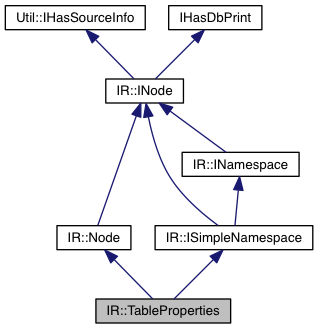 Util::IHasSourceInfo
IHasDbPrint
IR::INode
IR::INamespace
IR::Node
IR::ISimpleNamespace
IR::TableProperties